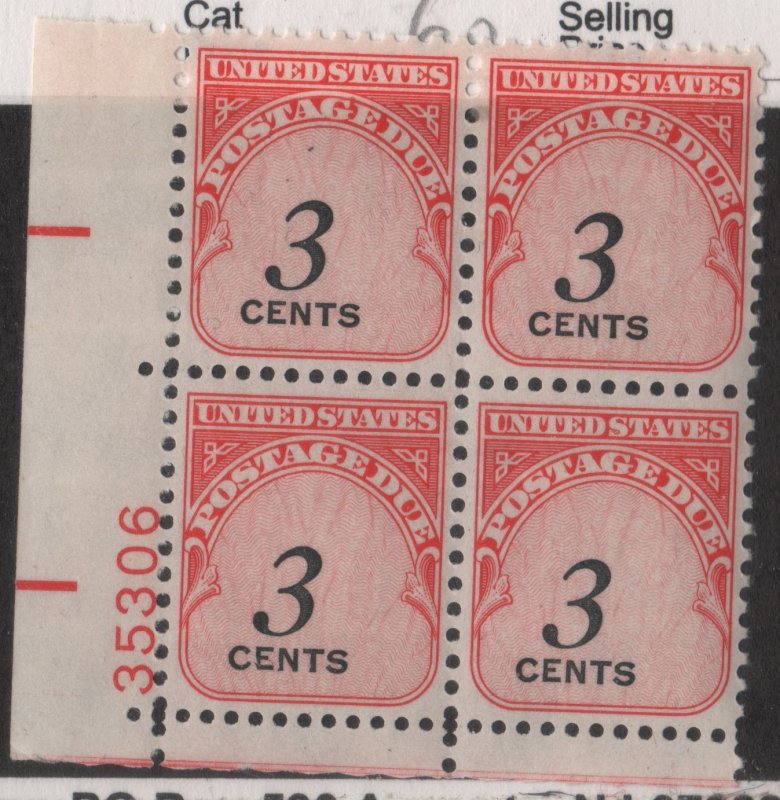 Cat
Selling
UNITED STATES
POSTAGE DUE
3
CENTS
UNITED STATES
POSTAGE DUE
3
CENTS
UNITED STATES
POSTAGE DUE
3
CENTS
UNITED STATES
POSTAGE DUE
3
CENTS
35306